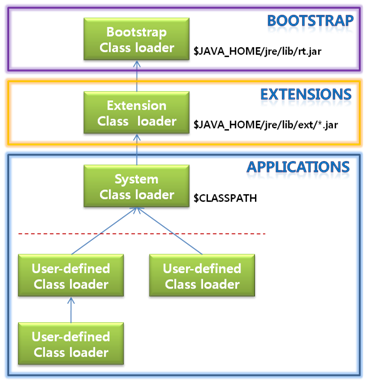 BOOTSTRAP
Bootstrap
Class loader
$JAVA_HOME/jre/lib/rt.jar
EXTENSIONS
Extension
Class loader
$JAVA_HOME/jre/lib/ext/*.jar
APPLICATIONS
System
Class loader
$CLASSPATH
User-defined
Class loader
User-defined
Class loader
User-defined
Class loader